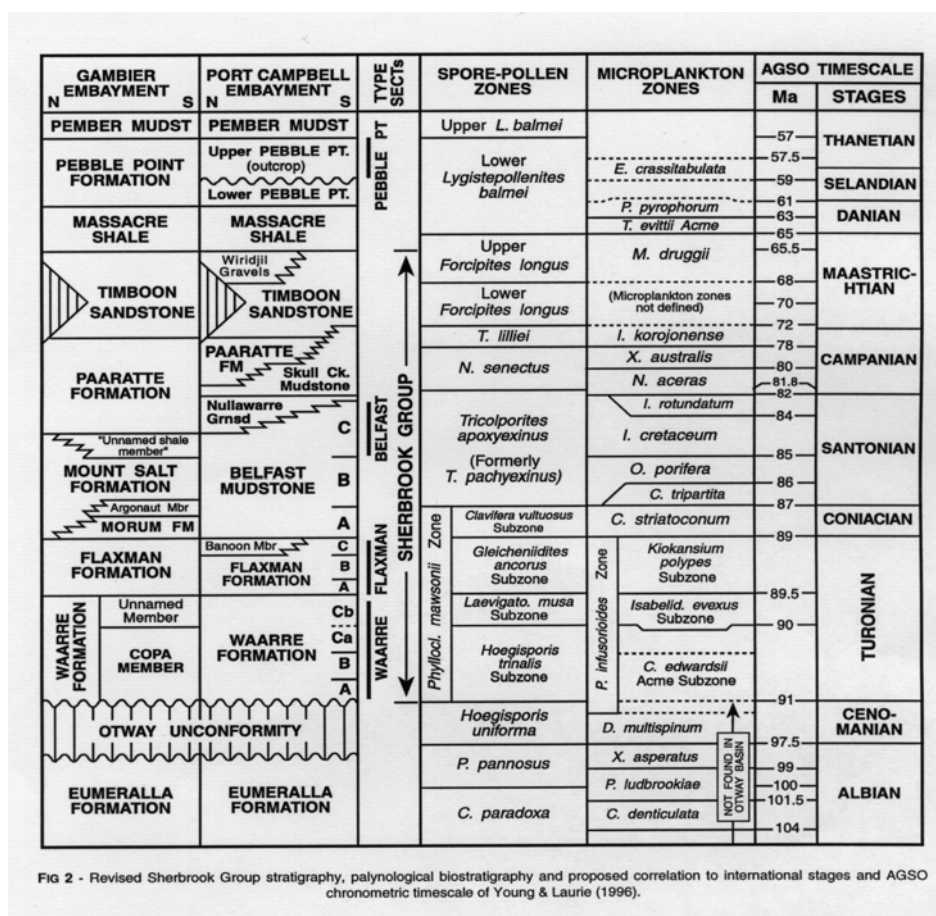 GAMBIER
EMBAYMENT
N S
PORT CAMPBELL
EMBAYMENT
N S
TYPE
SECTs
SPORE-POLLEN
ZONES
MICROPLANKTON
ZONES
AGSO TIMESCALE
Ma
STAGES
PEMBER MUDST
PEBBLE POINT
FORMATION
MASSACRE
SHALE
TIMBOON
SANDSTONE
PAARATTE
FORMATION
"Unnamed shale
member"
MOUNT SALT
FORMATION
Argonaut Mbr
MORUM FM
FLAXMAN
FORMATION
WAARRE
FORMATION
Unnamed
Member
COPA
MEMBER
OTWAY UNCONFORMITY
EUMERALLA
FORMATION
PEMBER MUDST
Upper PEBBLE PT.
(outcrop)
Lower PEBBLE PT.
MASSACRE
SHALE
Wiridjil
Gravels
TIMBOON
SANDSTONE
PAARATTE
FM
Skull Ck.
Mudstone
Nullawarre
Grnsd
C
BELFAST
MUDSTONE
B
A
Banoon Mbr
C
FLAXMAN
FORMATION
B
A
WAARRE
FORMATION
Cb
Ca
B
A
EUMERALLA
FORMATION
PEBBLE PT
BELFAST
FLAXMAN
WAARRE
SHERBROOK GROUP
Upper L. balmei
Lower
Lygistepollenites
balmei
Upper
Forcipites longus
Lower
Forcipites longus
T. lilliei
N. senectus
Tricolporites
apoxyexinus
(Formerly
T. pachyexinus)
Phyllocl. mawsonii Zone
Clavifera vultuosus
Subzone
Gleicheniidites
ancorus
Subzone
Laevigato. musa
Subzone
Hoegisporis
trinalis
Subzone
Hoegisporis
uniforma
P. pannosus
C. paradoxa
E. crassitabulata
P. pyrophorum
T. evittii Acme
M. druggii
(Microplankton zones
not defined)
I. korojonense
X. australis
N. aceras
I. rotundatum
I. cretaceum
O. porifera
C. tripartita
C. striatoconum
P. infusorioides Zone
Kiokansium
polypes
Subzone
Isabelid. evexus
Subzone
C. edwardsii
Acme Subzone
D. multispinum
X. asperatus
P. ludbrookiae
C. denticulata
NOT FOUND IN
OTWAY BASIN
57
57.5
59
61
63
65
65.5
68
70
72
78
80
81.8
82
84
85
86
87
89
89.5
90
91
97.5
99
100
101.5
104
THANETIAN
SELANDIAN
DANIAN
MAASTRIC-
HTIAN
CAMPANIAN
SANTONIAN
CONIACIAN
TURONIAN
CENO-
MANIAN
ALBIAN
FIG 2 - Revised Sherbrook Group stratigraphy, palynological biostratigraphy and proposed correlation to international stages and AGSO
chronometric timescale of Young & Laurie (1996).